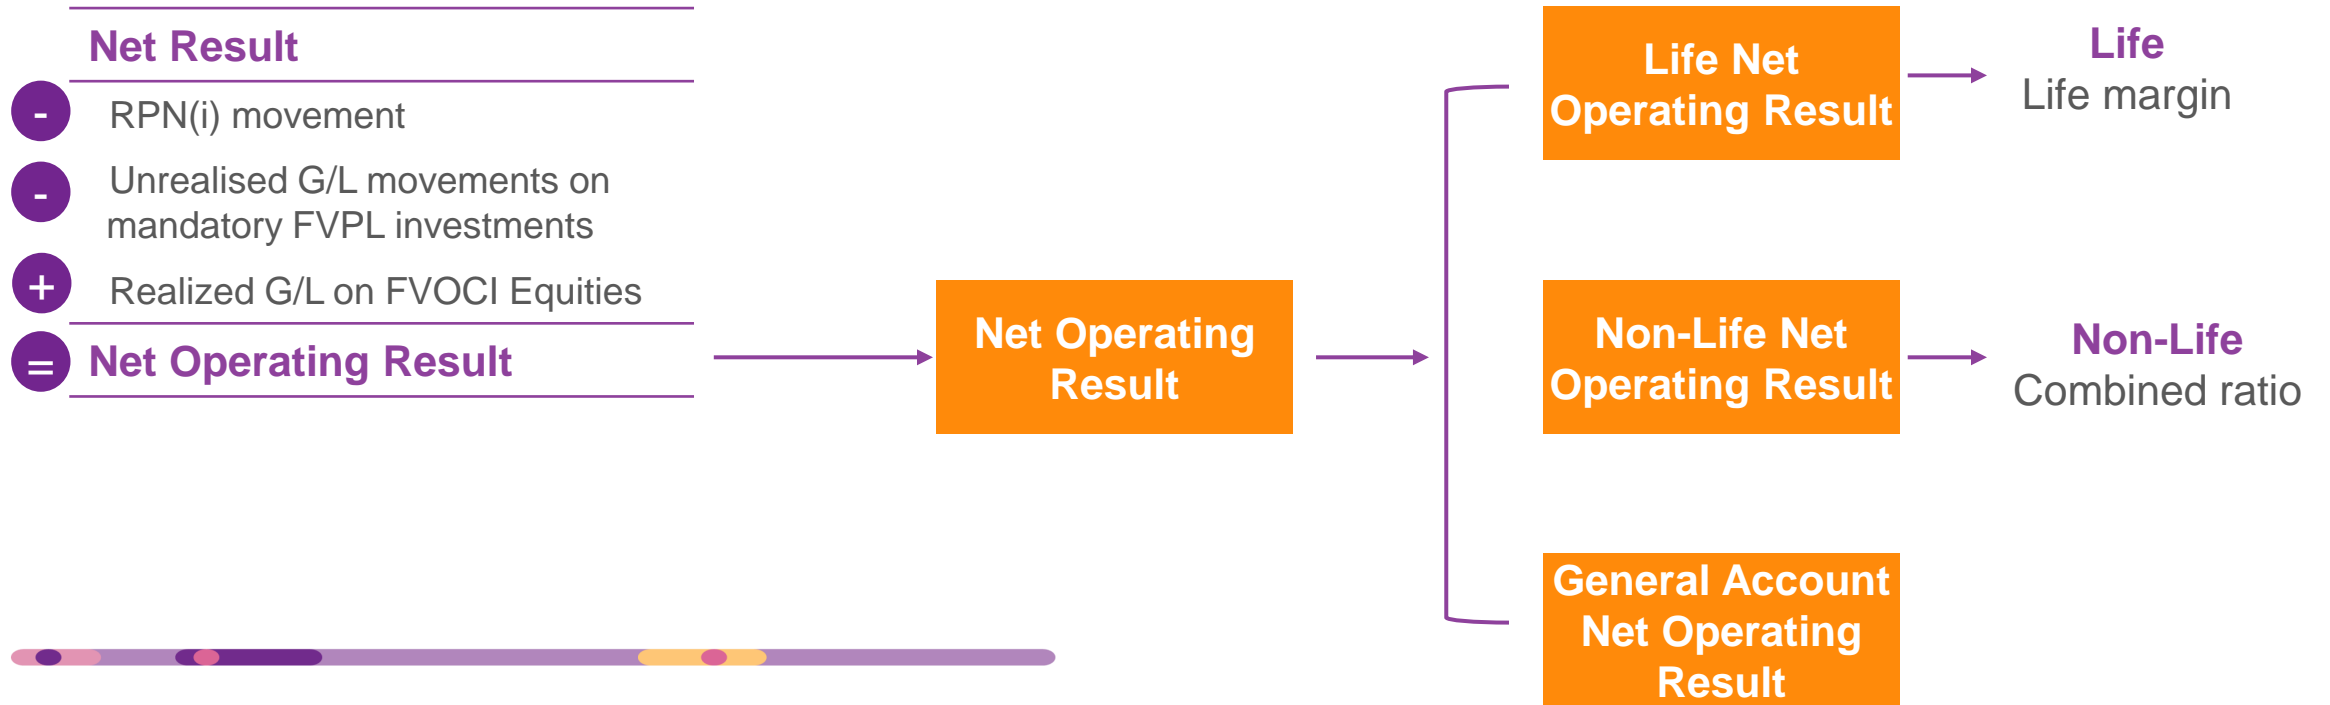 Net Result
- RPN(i) movement
- Unrealised G/L movements on
mandatory FVPL investments
+ Realized G/L on FVOCI Equities
= Net Operating Result
Net Operating
Result
Life Net
Operating Result
Life
Life margin
Non-Life Net
Operating Result
Non-Life
Combined ratio
General Account
Net Operating
Result